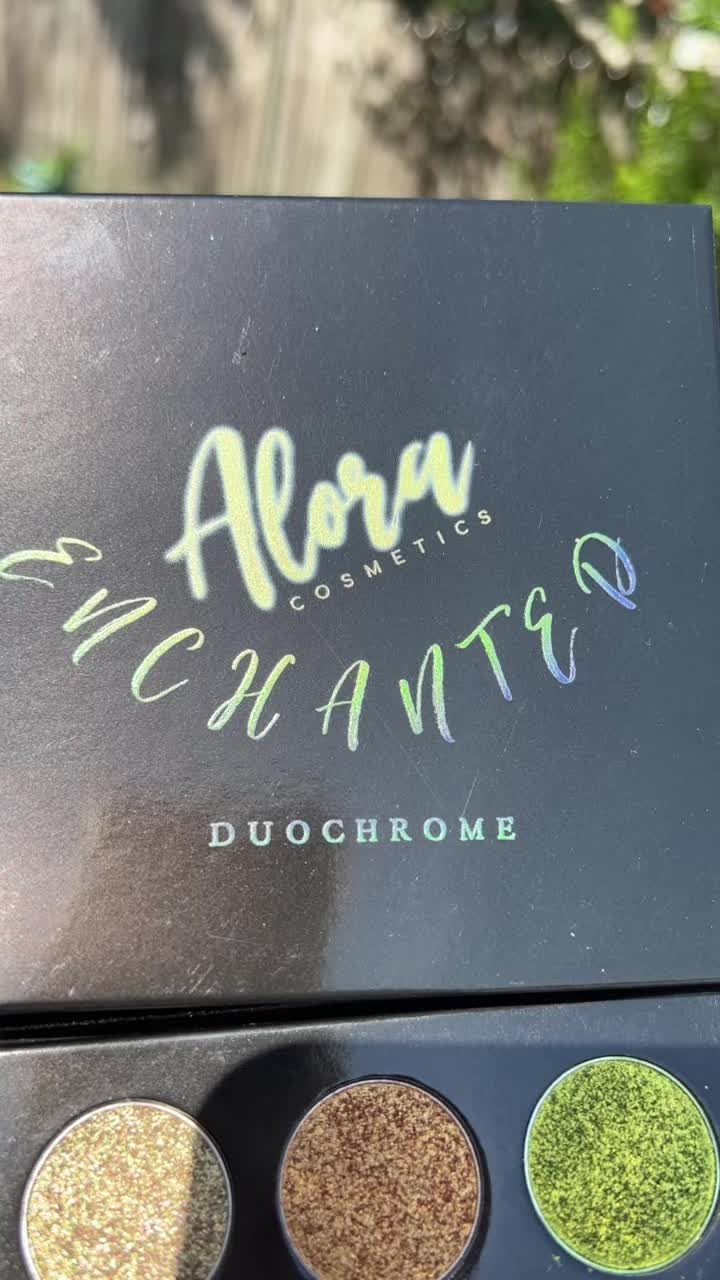 Alora
COSMETICS
ENCHANTED
DUOCHROME